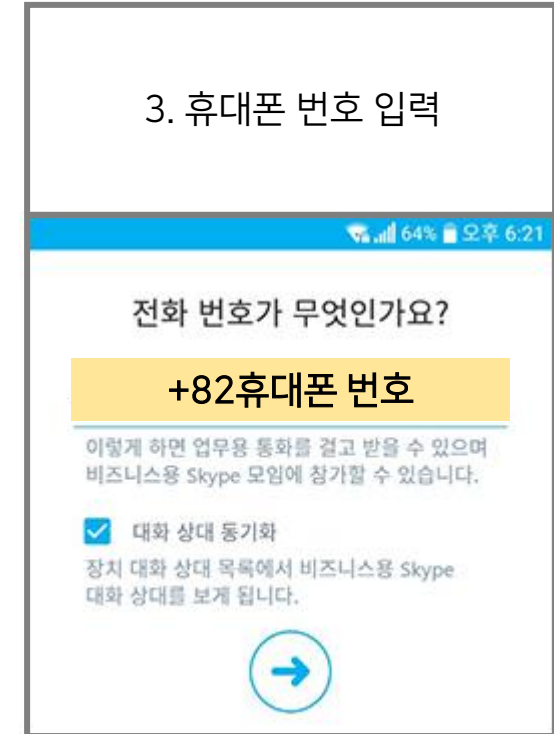 3. 휴대폰 번호 입력
64% 오후 6:21
전화 번호가 무엇인가요?
+82휴대폰 번호
이렇게 하면 업무용 통화를 걸고 받을 수 있으며
비즈니스용 Skype 모임에 참가할 수 있습니다.
대화 상대 동기화
장치 대화 상대 목록에서 비즈니스용 Skype
대화 상대를 보게 됩니다.